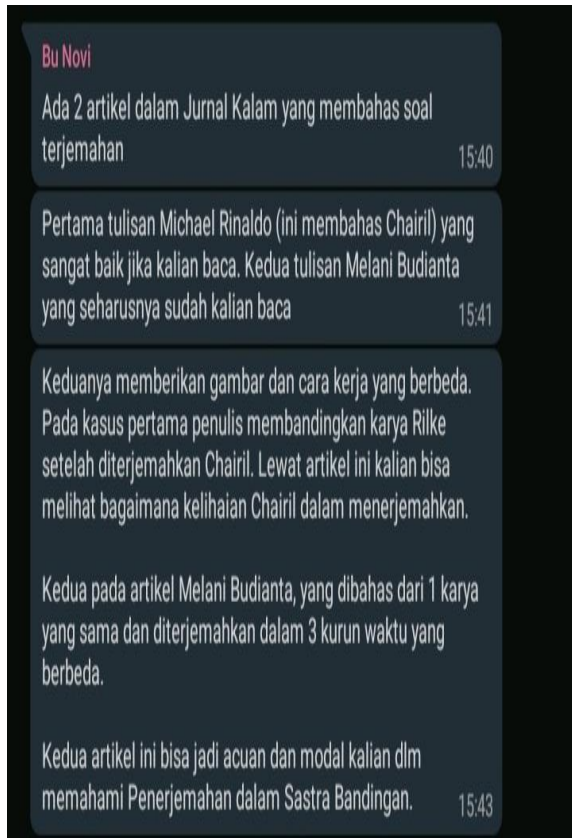 Bu Novi
Ada 2 artikel dalam Jurnal Kalam yang membahas soal
terjemahan
15:40
Pertama tulisan Michael Rinaldo (ini membahas Chairil) yang
sangat baik jika kalian baca. Kedua tulisan Melani Budianta
yang seharusnya sudah kalian baca
15:41
Keduanya memberikan gambar dan cara kerja yang berbeda.
Pada kasus pertama penulis membandingkan karya Rilke
setelah diterjemahkan Chairil. Lewat artikel ini kalian bisa
melihat bagaimana kelihaian Chairil dalam menerjemahkan.
Kedua pada artikel Melani Budianta, yang dibahas dari 1 karya
yang sama dan diterjemahkan dalam 3 kurun waktu yang
berbeda.
Kedua artikel ini bisa jadi acuan dan modal kalian dlm
memahami Penerjemahan dalam Sastra Bandingan.
15:43